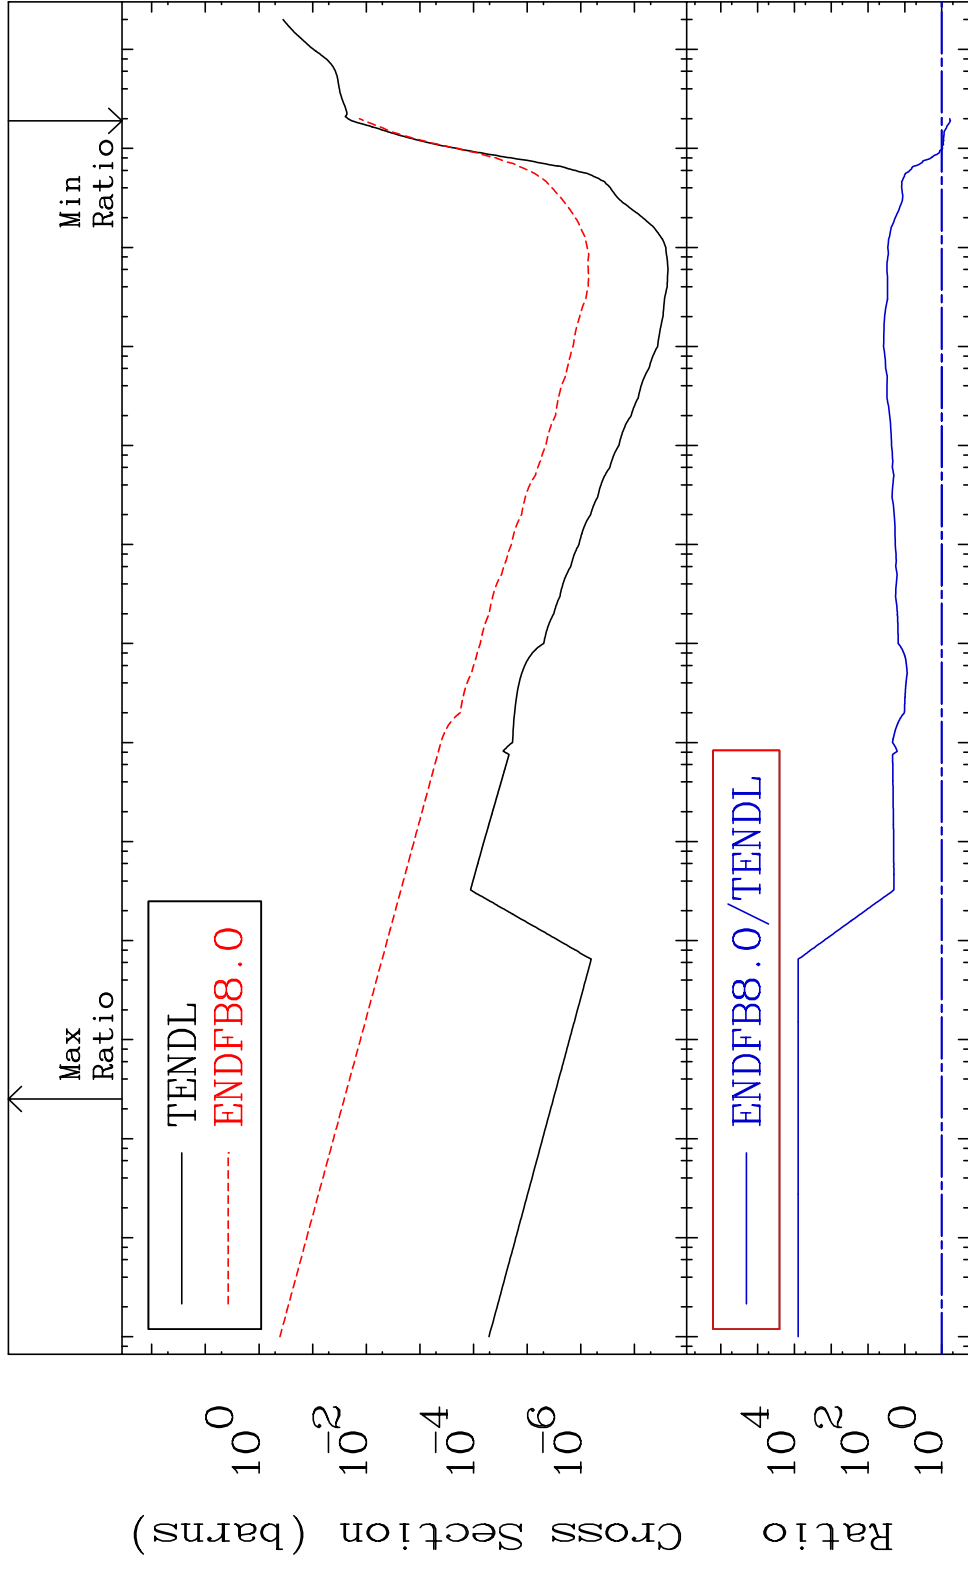 Max
Ratio
Min
Ratio
TENDL
ENDFB8.0
ENDFB8.0/TENDL
Cross Section (barns)
10^0
10^-2
10^-4
10^-6
Ratio
10^4
10^2
10^0